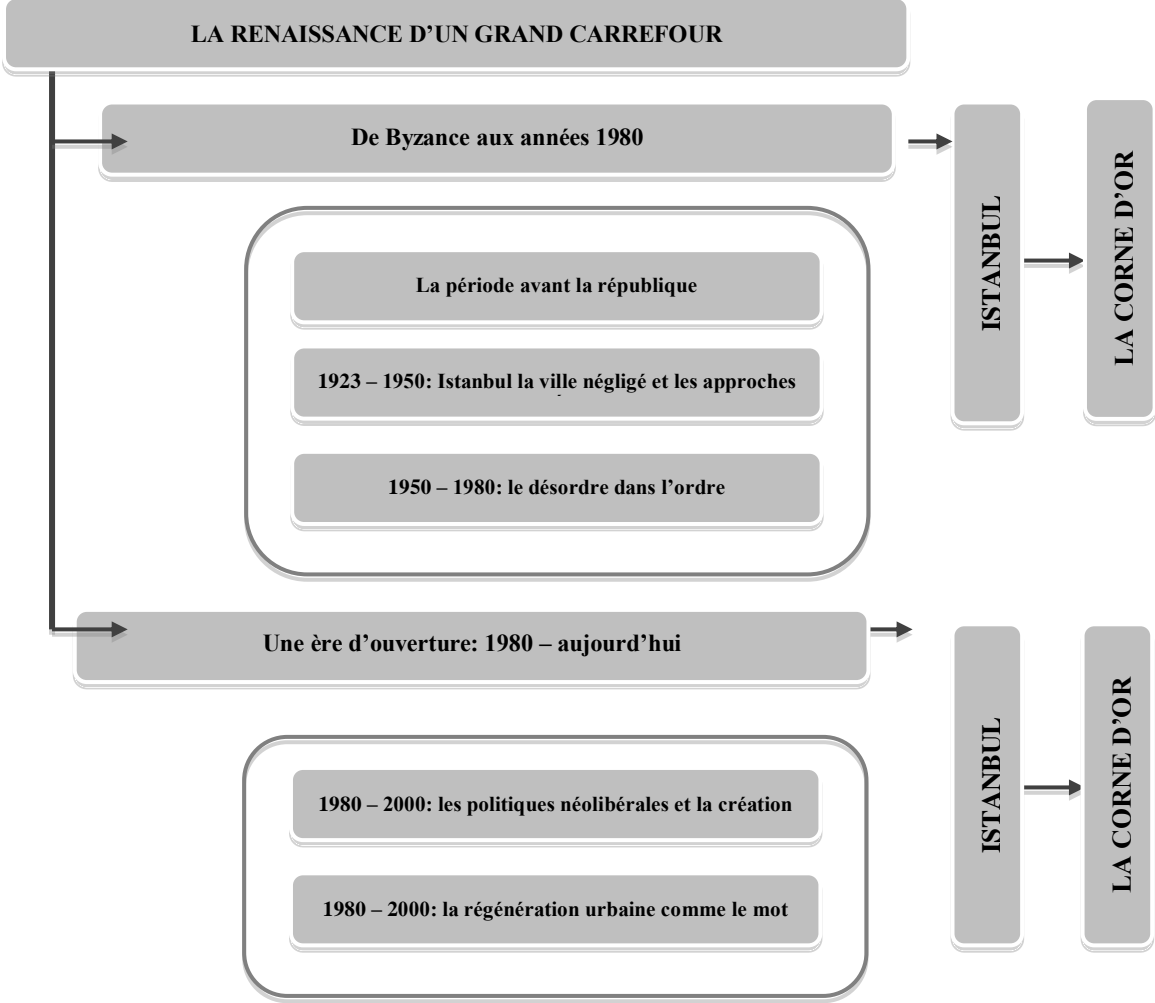 LA RENAISSANCE D’UN GRAND CARREFOUR
De Byzance aux années 1980
ISTANBUL
LA CORNE D’OR
La période avant la république
1923 – 1950: Istanbul la ville négligé et les approches
1950 – 1980: le désordre dans l’ordre
Une ère d’ouverture: 1980 – aujourd’hui
ISTANBUL
LA CORNE D’OR
1980 – 2000: les politiques néolibérales et la création
1980 – 2000: la régénération urbaine comme le mot